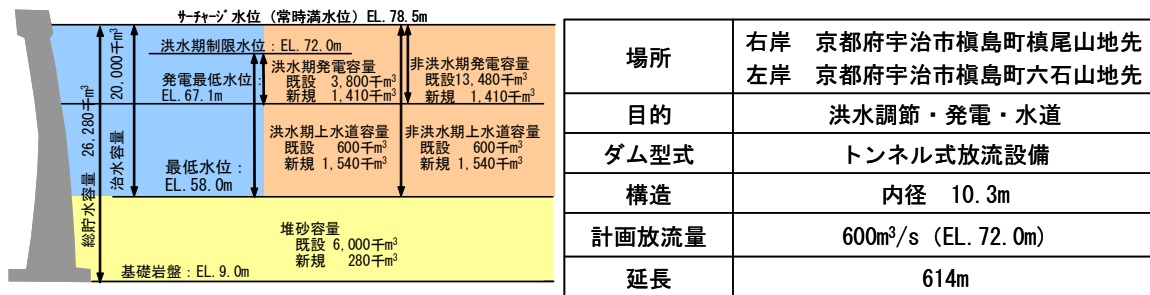 サーチャージ水位（常時満水位）EL.78.5m
洪水期制限水位：EL.72.0m
発電最低水位：
EL.67.1m
洪水期発電容量
既設 3,800千m³
新規 1,410千m³
非洪水期発電容量
既設13,480千m³
新規 1,410千m³
洪水期上水道容量
既設 600千m³
新規 1,540千m³
非洪水期上水道容量
既設 600千m³
新規 1,540千m³
最低水位：
EL.58.0m
総貯水容量 26,280千m³
治水容量 20,000千m³
堆砂容量
既設 6,000千m³
新規 280千m³
基礎岩盤：EL.9.0m
場所
右岸 京都府宇治市槇島町槙尾山地先
左岸 京都府宇治市槇島町六石山地先
目的
洪水調節・発電・水道
ダム型式
トンネル式放流設備
構造
内径 10.3m
計画放流量
600m³/s（EL.72.0m）
延長
614m